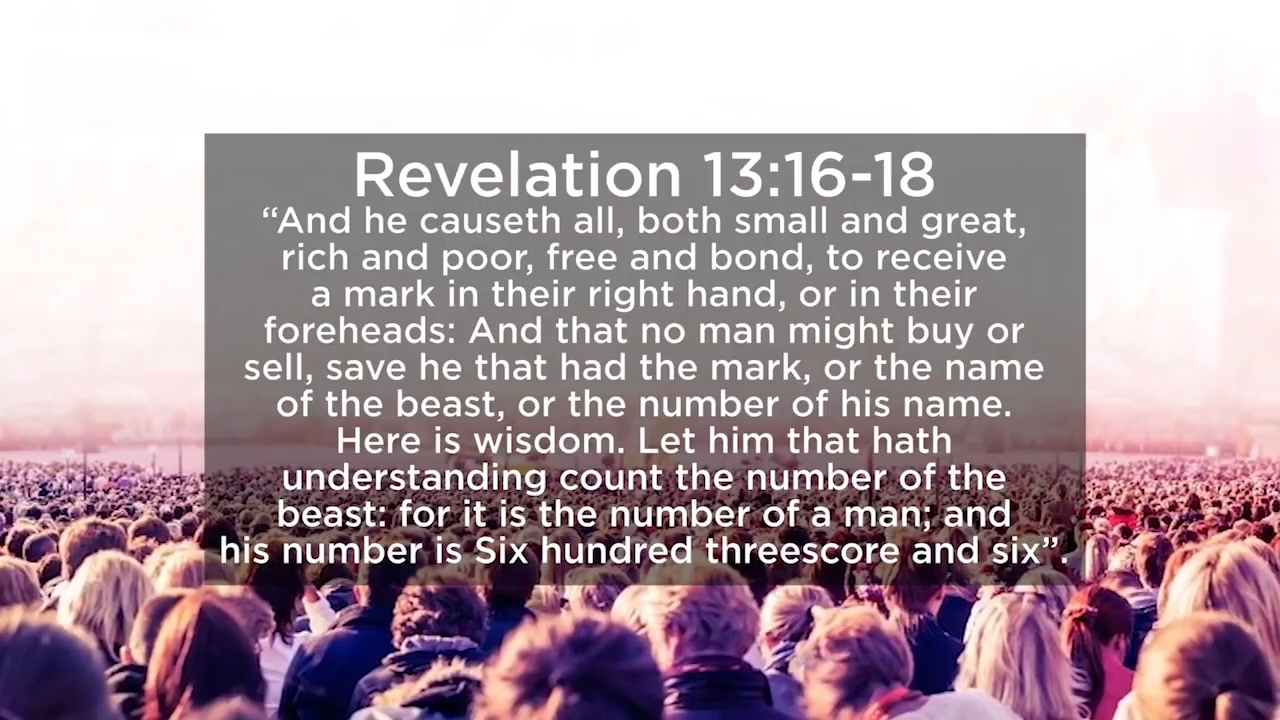 Revelation 13:16-18
“And he causeth all, both small and great,
rich and poor, free and bond, to receive
a mark in their right hand, or in their
foreheads: And that no man might buy or
sell, save he that had the mark, or the name
of the beast, or the number of his name.
Here is wisdom. Let him that hath
understanding count the number of the
beast: for it is the number of a man; and
his number is Six hundred threescore and six”.